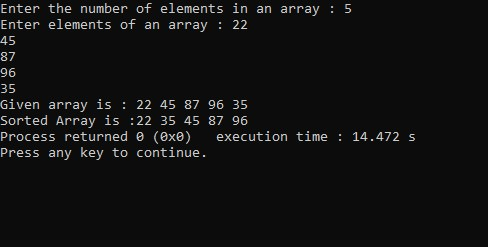 Enter the number of elements in an array : 5
Enter elements of an array : 22
45
87
96
35
Given array is : 22 45 87 96 35
Sorted Array is :22 35 45 87 96
Process returned 0 (0x0)   execution time : 14.472 s
Press any key to continue.